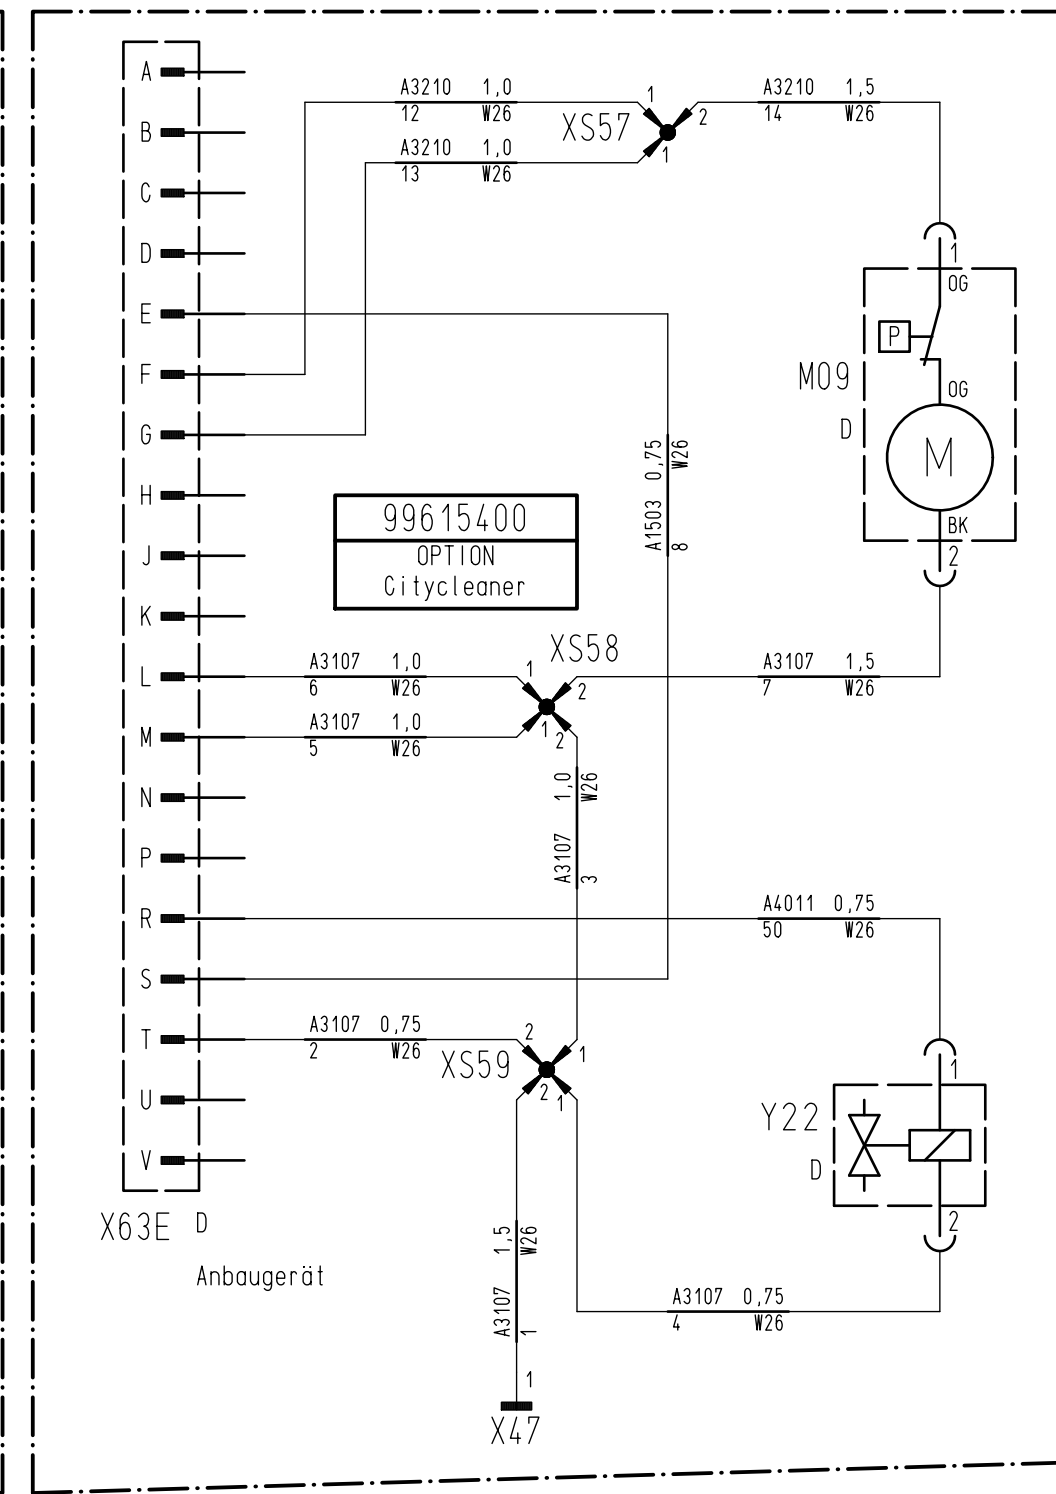 A
A3210 1,0
12 W26
1
XS57
2
A3210 1,5
14 W26
B
A3210 1,0
13 W26
1
C
D
1
OG
E
P
M09
OG
F
D
G
M
A1503 0,75
8 W26
H
99615400
BK
OPTION
Citycleaner
J
2
K
XS58
L
A3107 1,0
6 W26
1
2
A3107 1,5
7 W26
M
A3107 1,0
5 W26
1
2
A3107 1,0
3 W26
N
P
R
A4011 0,75
50 W26
S
T
A3107 0,75
2 W26
2
XS59
1
2
1
1
U
Y22
V
D
X63E D
2
A3107 1,5
1 W26
Anbaugerät
A3107 0,75
4 W26
1
X47